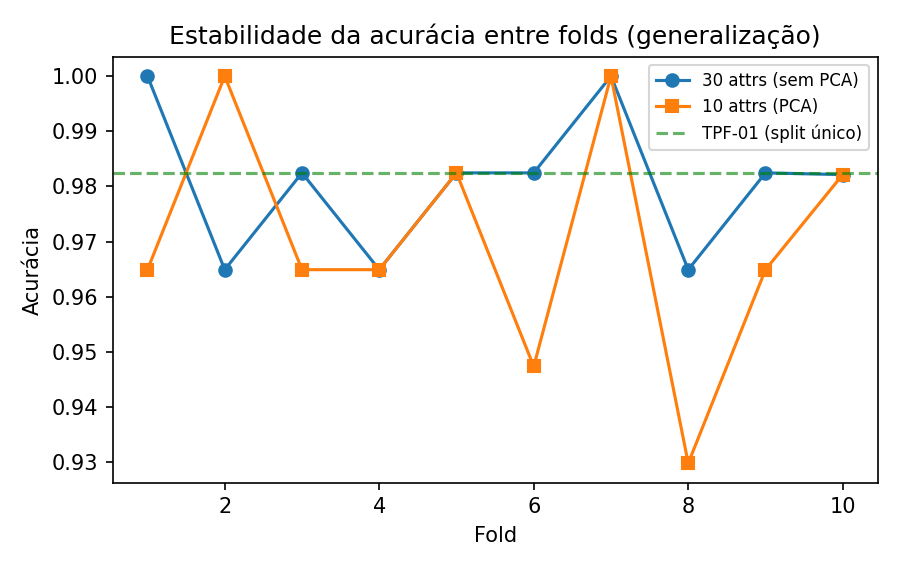 Estabilidade da acurácia entre folds (generalização)
30 attrs (sem PCA)
10 attrs (PCA)
TPF-01 (split único)
Acurácia
1.00
0.99
0.98
0.97
0.96
0.95
0.94
0.93
2 4 6 8 10
Fold